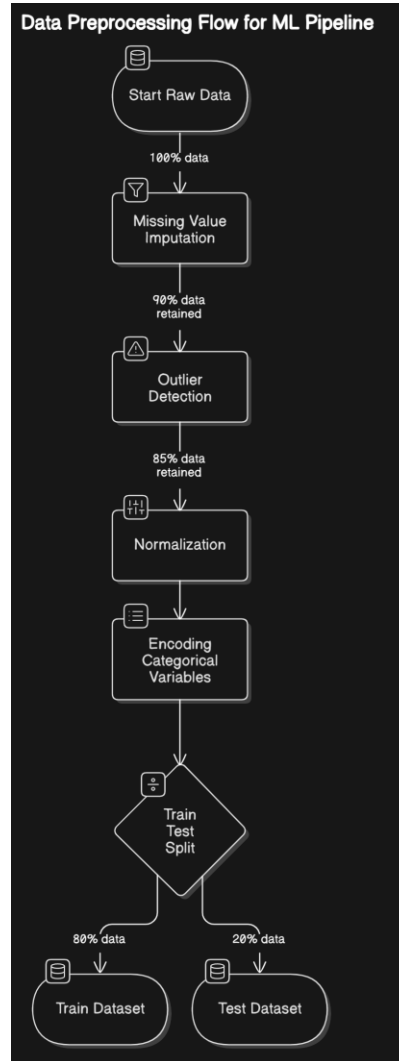 Data Preprocessing Flow for ML Pipeline
Start Raw Data
100% data
Missing Value
Imputation
90% data
retained
Outlier
Detection
85% data
retained
Normalization
Encoding
Categorical
Variables
Train
Test
Split
80% data
20% data
Train Dataset
Test Dataset